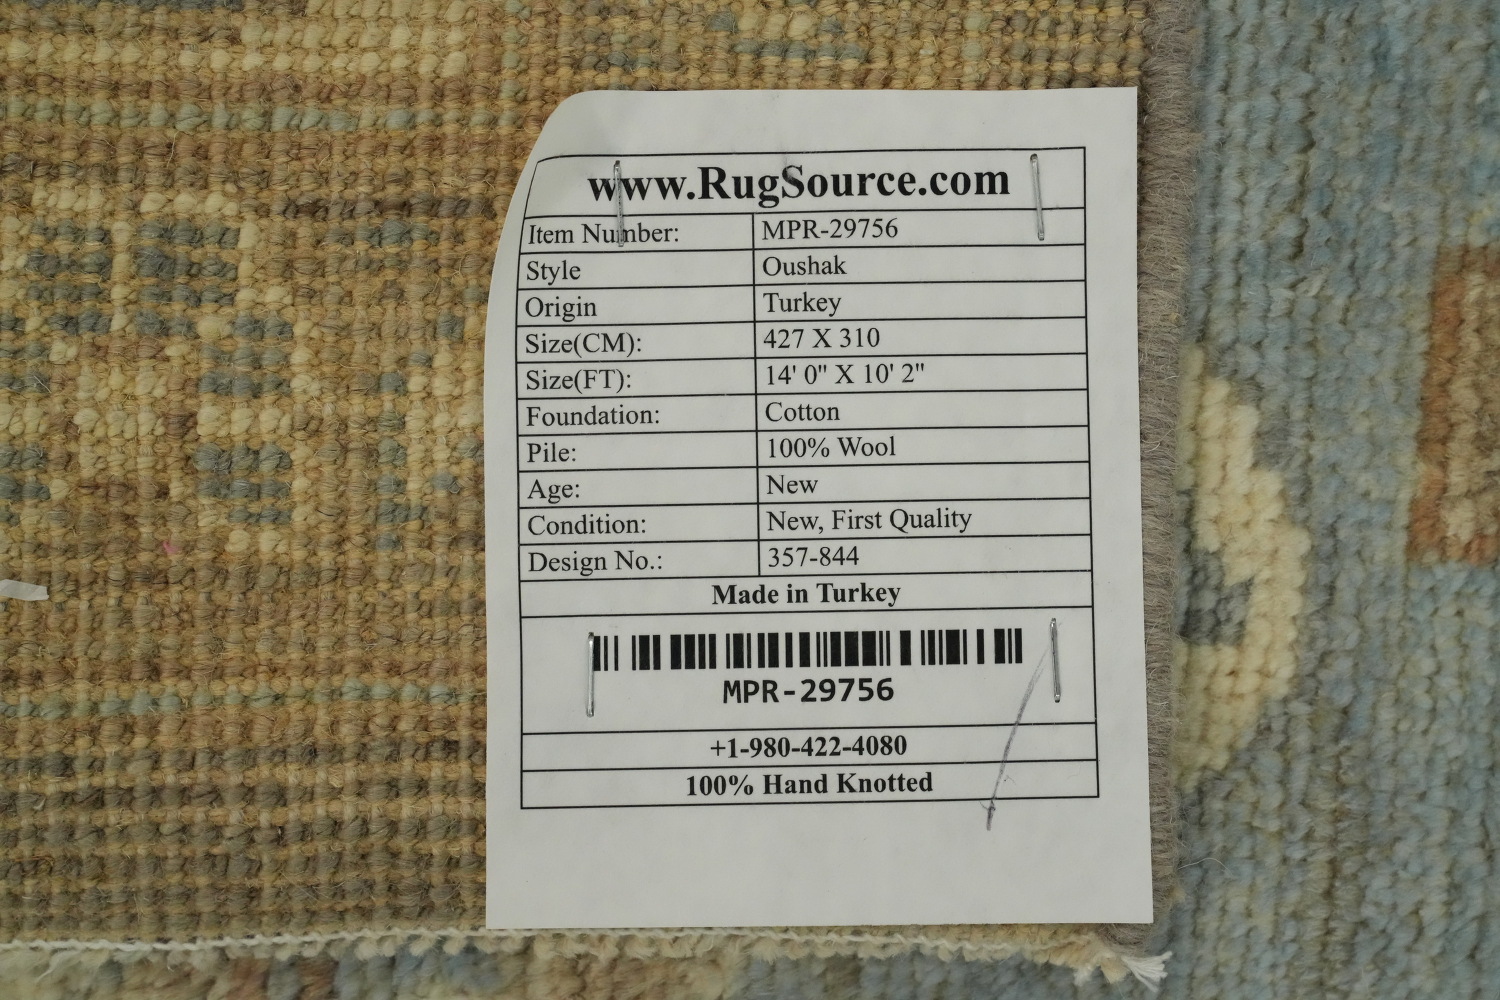 www.RugSource.com
Item Number: MPR-29756
Style Oushak
Origin Turkey
Size(CM): 427 X 310
Size(FT): 14' 0" X 10' 2"
Foundation: Cotton
Pile: 100% Wool
Age: New
Condition: New, First Quality
Design No.: 357-844
Made in Turkey
MPR-29756
+1-980-422-4080
100% Hand Knotted